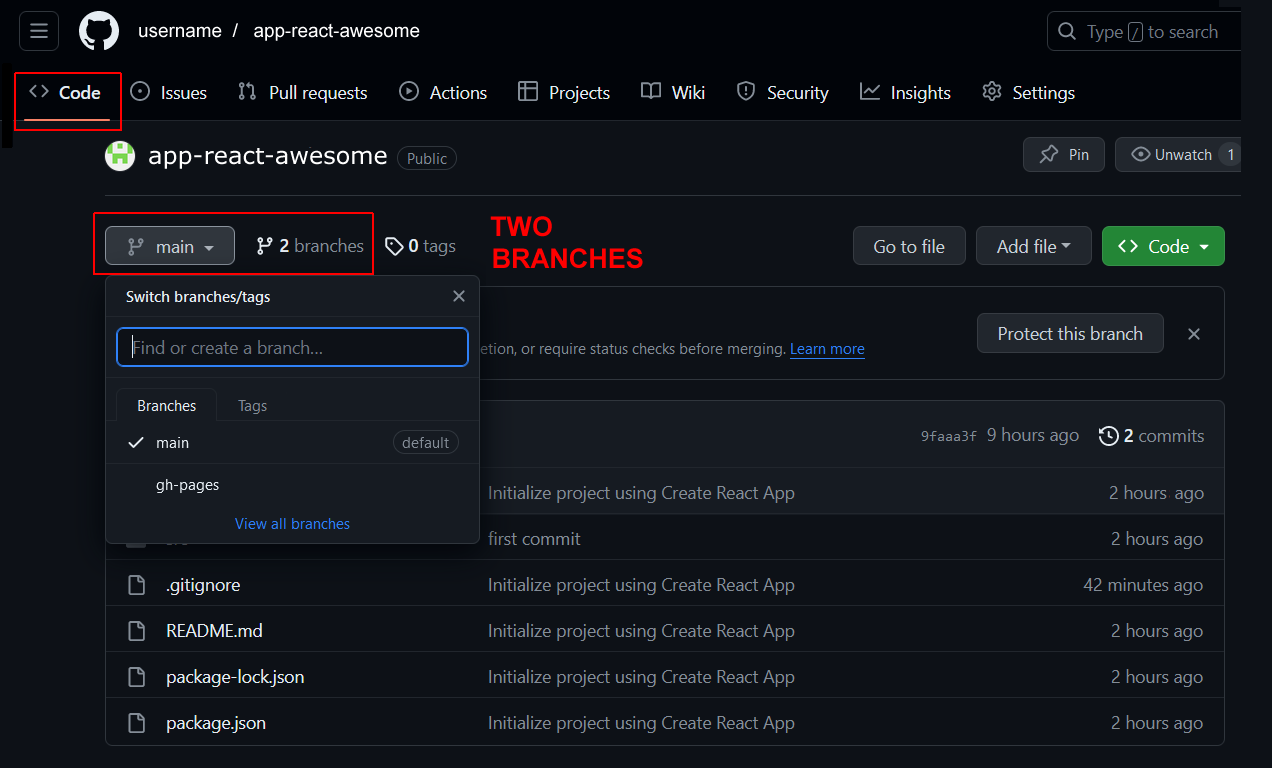 username / app-react-awesome
Type / to search
Code Issues Pull requests Actions Projects Wiki Security Insights Settings
app-react-awesome Public
Pin Unwatch 1
main 2 branches 0 tags
TWO
BRANCHES
Go to file Add file Code
Switch branches/tags
Find or create a branch...
Protect this branch
etion, or require status checks before merging. Learn more
Branches Tags
main default
9faaa3f 9 hours ago 2 commits
gh-pages
Initialize project using Create React App 2 hours ago
View all branches
first commit 2 hours ago
.gitignore Initialize project using Create React App 42 minutes ago
README.md Initialize project using Create React App 2 hours ago
package-lock.json Initialize project using Create React App 2 hours ago
package.json Initialize project using Create React App 2 hours ago